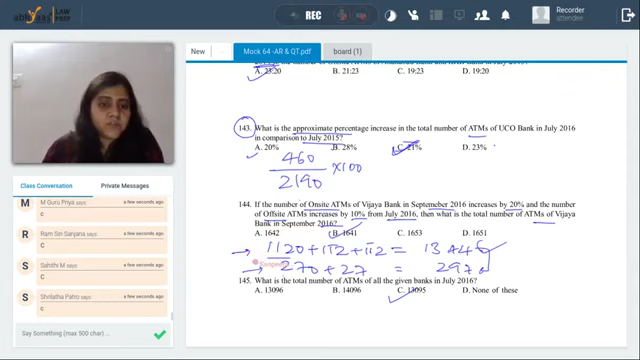 abhyaas LAW PREP
REC
Recorder
attendee
New
Mock 64 -AR & QT.pdf
board (1)
A. 23:20 B. 21:23 C. 19:23 D. 19:20
143. What is the approximate percentage increase in the total number of ATMs of UCO Bank in July 2016
in comparison to July 2015?
A. 20% B. 28% C. 21% D. 23%
460
2190
×100
144. If the number of Onsite ATMs of Vijaya Bank in September 2016 increases by 20% and the number
of Offsite ATMs increases by 10% from July 2016, then what is the total number of ATMs of Vijaya
Bank in September 2016?
A. 1642 B. 1641 C. 1653 D. 1651
→ 1120+112+112 = 1344
→ 270+27 = 297
145. What is the total number of ATMs of all the given banks in July 2016?
A. 13096 B. 14096 C. 13095 D. None of these
Class Conversations
Private Messages
M
M Guru Priya says
a few seconds ago
c
R
Ram Siri Sanjana says
a few seconds ago
c
S
Sahithi M says
a few seconds ago
C
S
Shrilatha Patro says
a few seconds ago
C
Say Something (max 500 char)